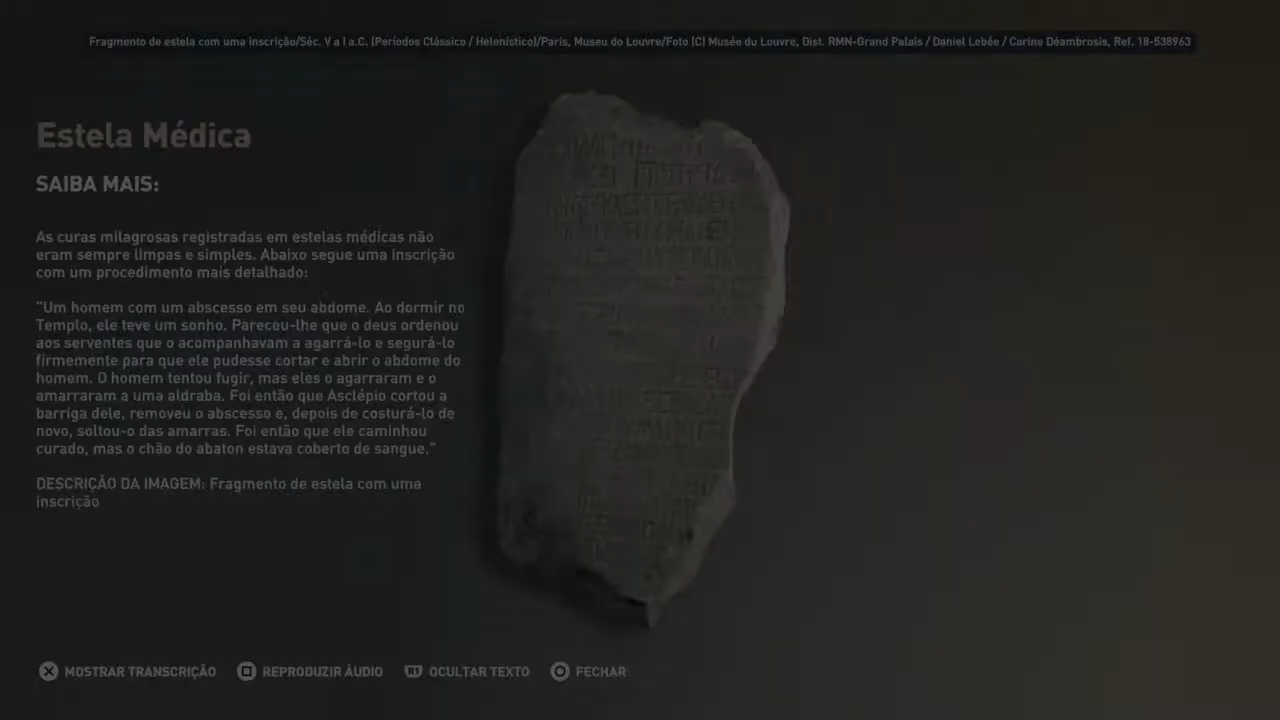 Fragmento de estela com uma inscrição/Séc. V a I a.C. (Períodos Clássico / Helenístico)/Paris, Museu do Louvre/Foto (C) Musée du Louvre, Dist. RMN-Grand Palais / Daniel Lebée / Carine Déambrosis, Ref. 18-538963
Estela Médica
SAIBA MAIS:
As curas milagrosas registradas em estelas médicas não
eram sempre limpas e simples. Abaixo segue uma inscrição
com um procedimento mais detalhado:
"Um homem com um abscesso em seu abdome. Ao dormir no
Templo, ele teve um sonho. Pareceu-lhe que o deus ordenou
aos serventes que o acompanhavam a agarrá-lo e segurá-lo
firmemente para que ele pudesse cortar e abrir o abdome do
homem. O homem tentou fugir, mas eles o agarraram e o
amarraram a uma aldraba. Foi então que Asclépio cortou a
barriga dele, removeu o abscesso e, depois de costurá-lo de
novo, soltou-o das amarras. Foi então que ele caminhou
curado, mas o chão do abaton estava coberto de sangue."
DESCRIÇÃO DA IMAGEM: Fragmento de estela com uma
inscrição
MOSTRAR TRANSCRIÇÃO REPRODUZIR ÁUDIO R1 OCULTAR TEXTO FECHAR